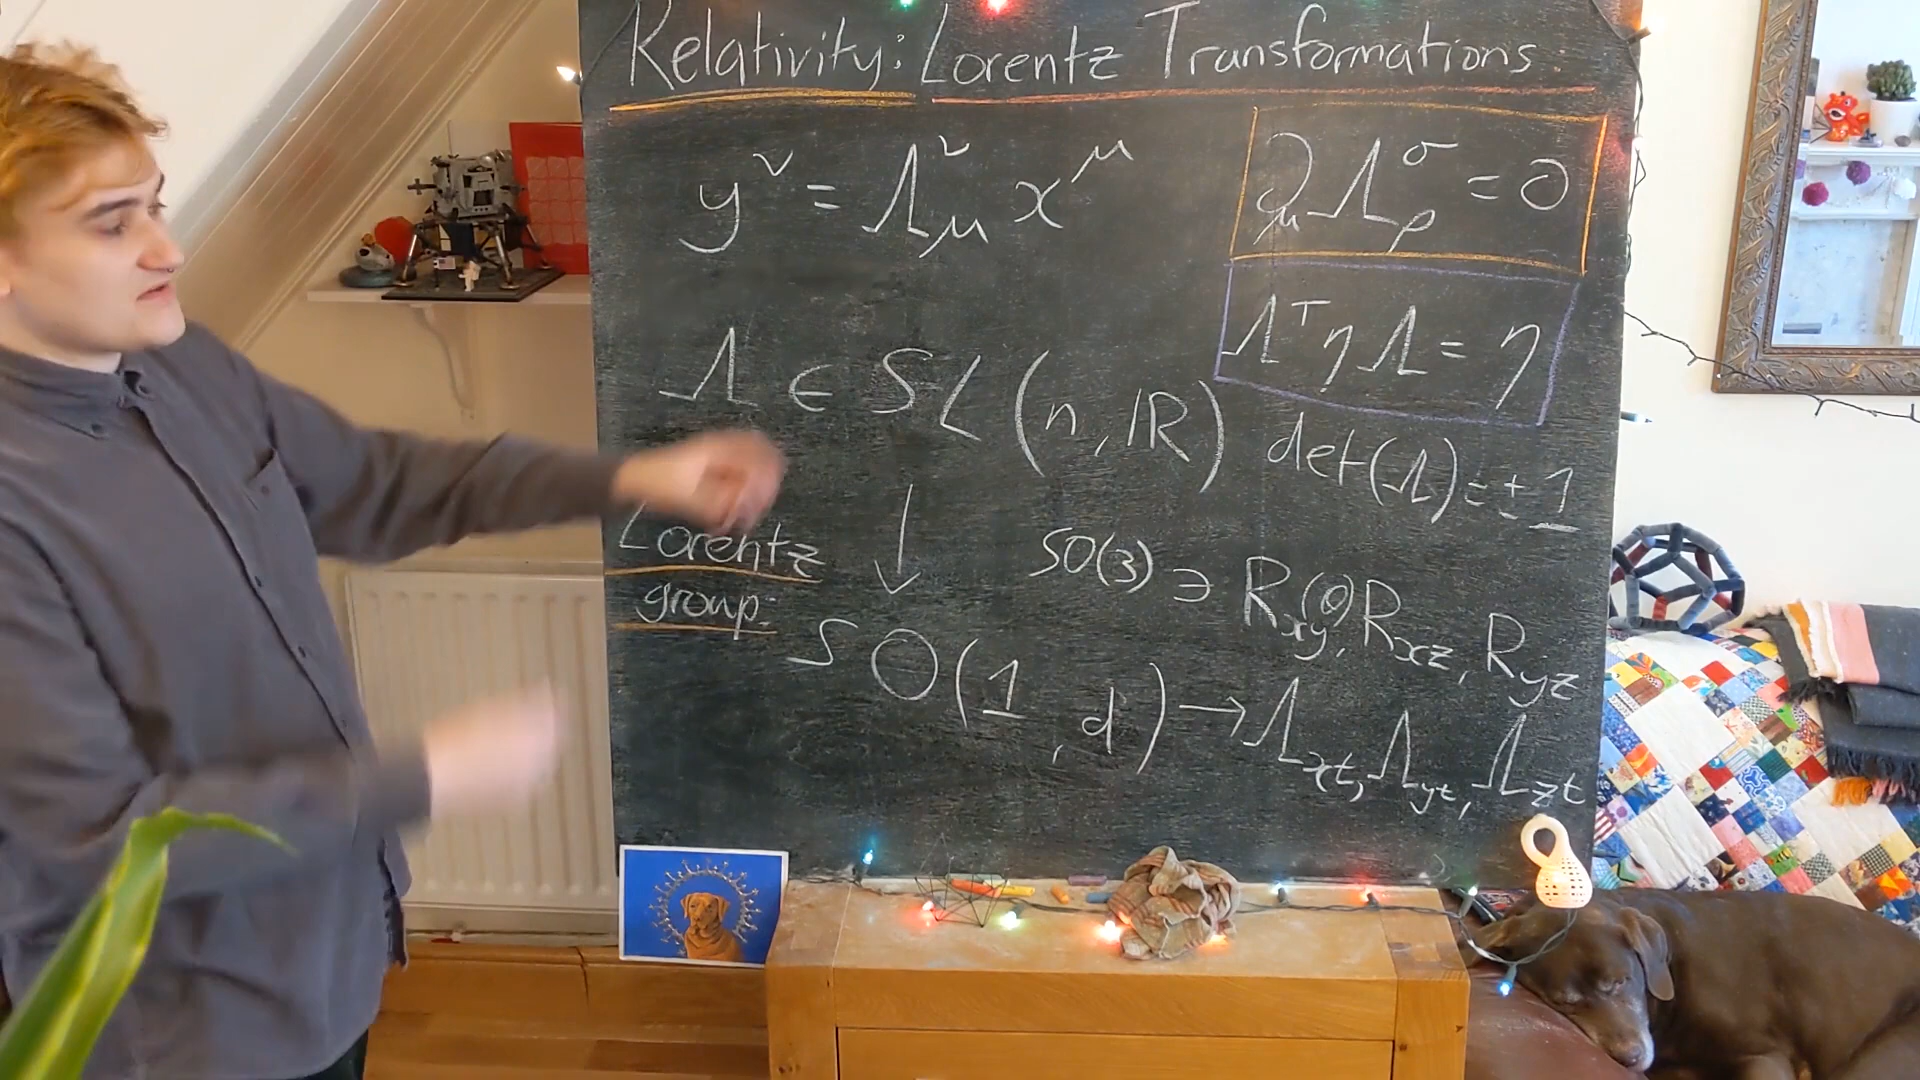 Relativity: Lorentz Transformations
y^ν = Λ^ν_μ x^μ
∂_μ Λ^σ_ρ = 0
Λ^T η Λ = η
Λ ∈ SL(n, ℝ)
det(Λ) = ±1
↓
Lorentz
group:
SO(3) ∋ R_xy(θ), R_xz, R_yz
SO(1, d) → Λ_xt, Λ_yt, Λ_zt